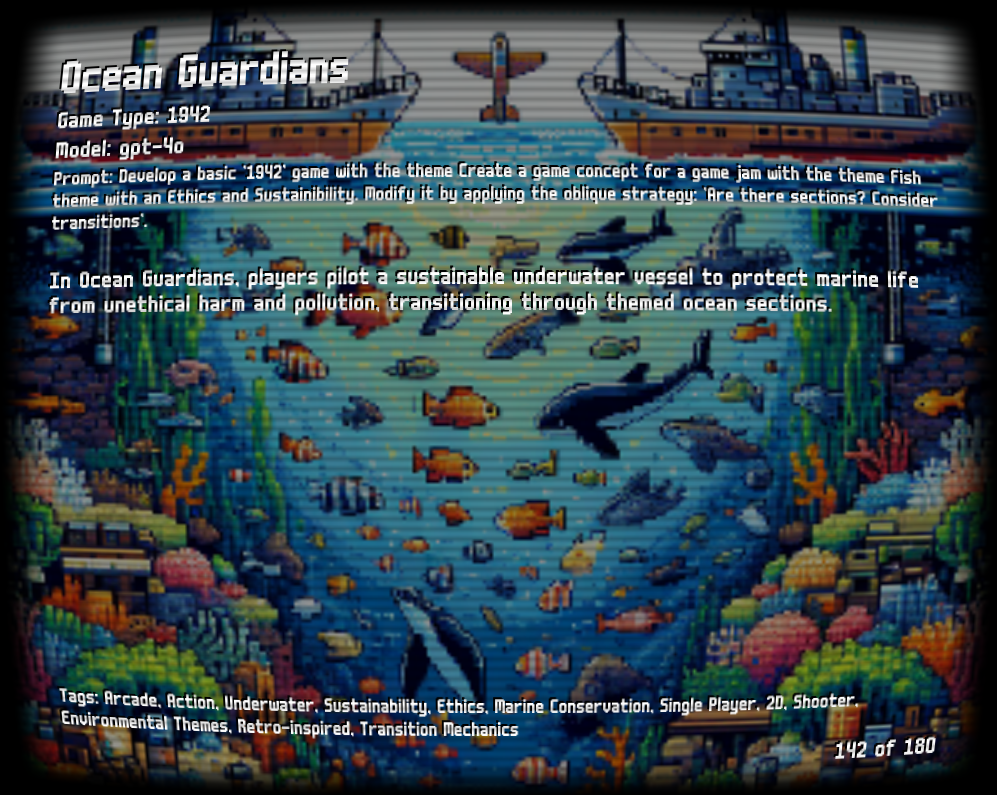 Ocean Guardians
Game Type: 1942
Model: gpt-4o
Prompt: Develop a basic '1942' game with the theme Create a game concept for a game jam with the theme Fish
theme with an Ethics and Sustainibility. Modify it by applying the oblique strategy: 'Are there sections? Consider
transitions'.
In Ocean Guardians, players pilot a sustainable underwater vessel to protect marine life
from unethical harm and pollution, transitioning through themed ocean sections.
Tags: Arcade, Action, Underwater, Sustainability, Ethics, Marine Conservation, Single Player, 2D, Shooter,
Environmental Themes, Retro-inspired, Transition Mechanics
142 of 180